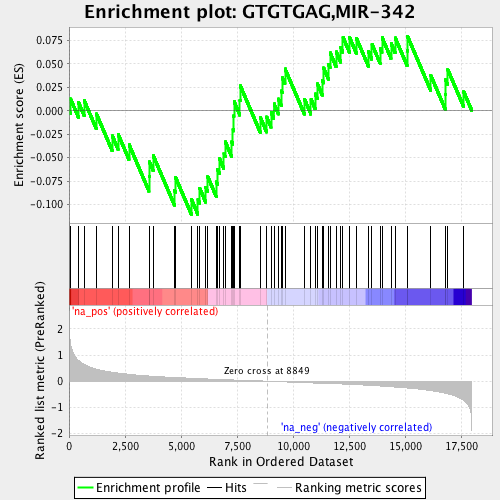 Enrichment plot: GTGTGAG,MIR-342
Enrichment score (ES)
0.075
0.050
0.025
0.000
-0.025
-0.050
-0.075
-0.100
'na_pos' (positively correlated)
Ranked list metric (PreRanked)
2
1
0
-1
-2
Zero cross at 8849
'na_neg' (negatively correlated)
0 2,500 5,000 7,500 10,000 12,500 15,000 17,500
Rank in Ordered Dataset
Enrichment profile Hits Ranking metric scores